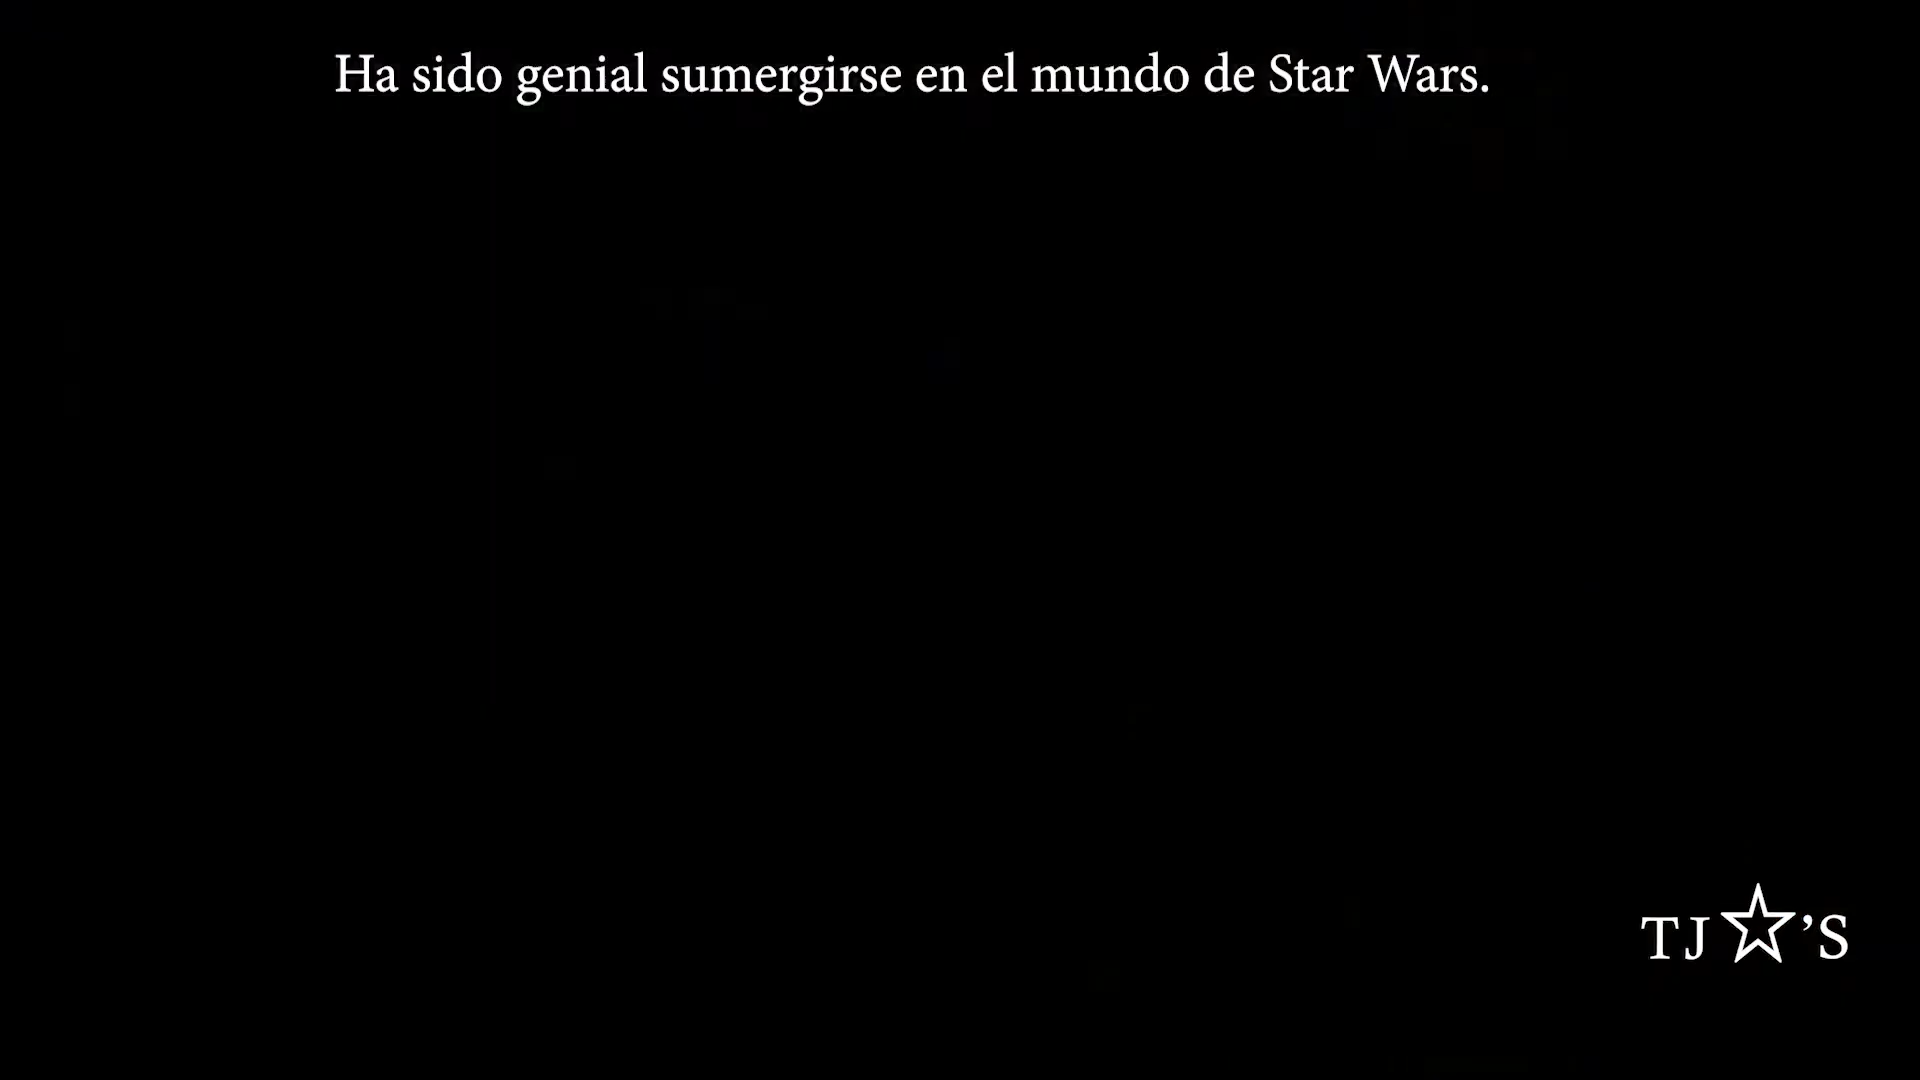 Ha sido genial sumergirse en el mundo de Star Wars.
TJ☆’S